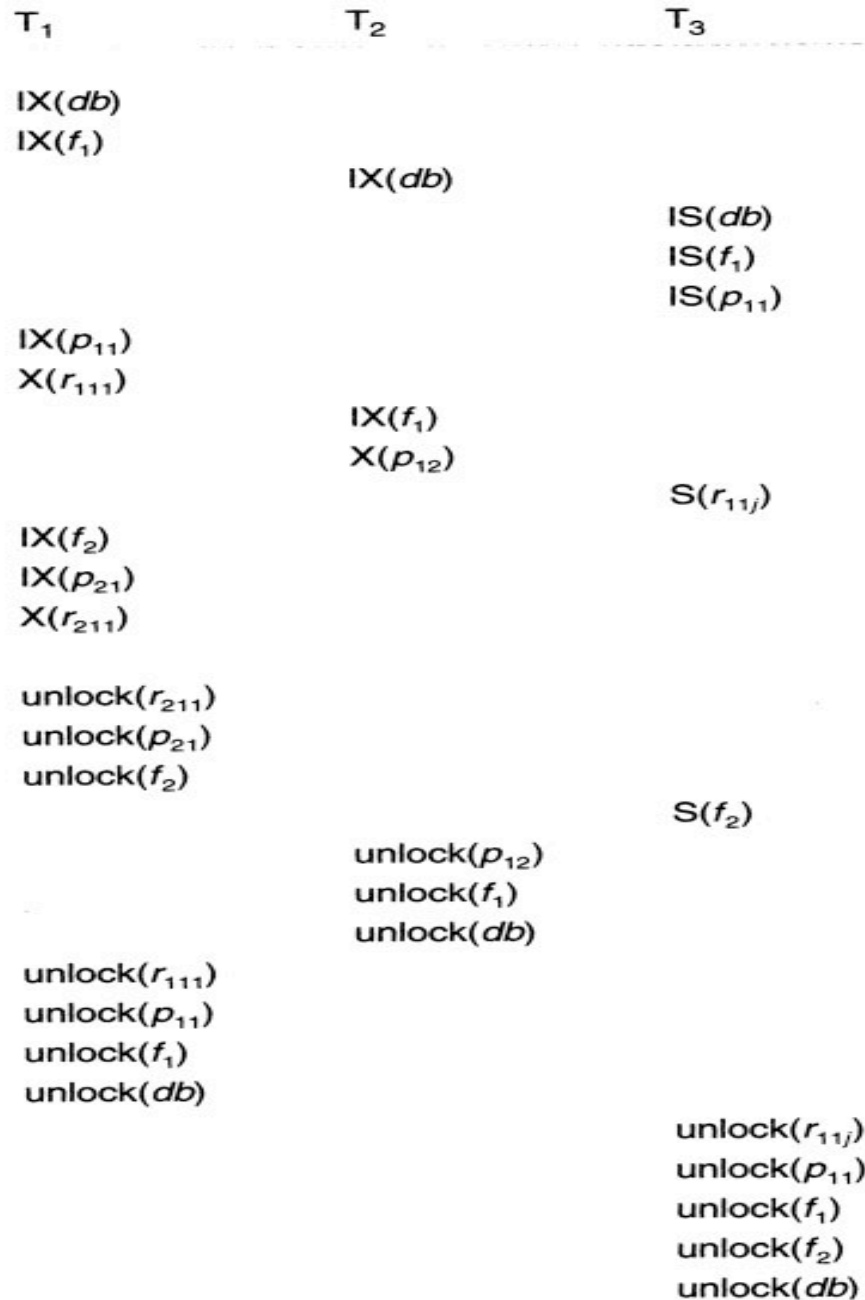 T₁ T₂ T₃
IX(db)
IX(f₁)
IX(db)
IS(db)
IS(f₁)
IS(p₁₁)
IX(p₁₁)
X(r₁₁₁)
IX(f₁)
X(p₁₂)
S(r₁₁ⱼ)
IX(f₂)
IX(p₂₁)
X(r₂₁₁)
unlock(r₂₁₁)
unlock(p₂₁)
unlock(f₂)
S(f₂)
unlock(p₁₂)
unlock(f₁)
unlock(db)
unlock(r₁₁₁)
unlock(p₁₁)
unlock(f₁)
unlock(db)
unlock(r₁₁ⱼ)
unlock(p₁₁)
unlock(f₁)
unlock(f₂)
unlock(db)